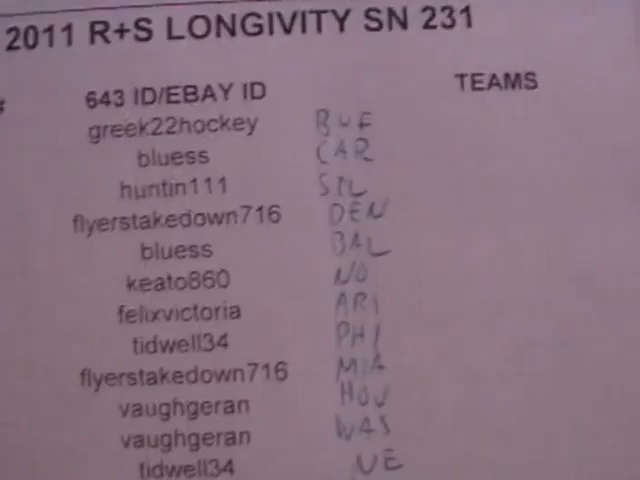 2011 R+S LONGIVITY SN 231
643 ID/EBAY ID TEAMS
greek22hockey BUF
bluess CAR
huntin111 STL
flyerstakedown716 DEN
bluess BAL
keato860 NO
felixvictoria ARI
tidwell34 PHI
flyerstakedown716 MIA
vaughgeran HOU
vaughgeran WAS
tidwell34 NE